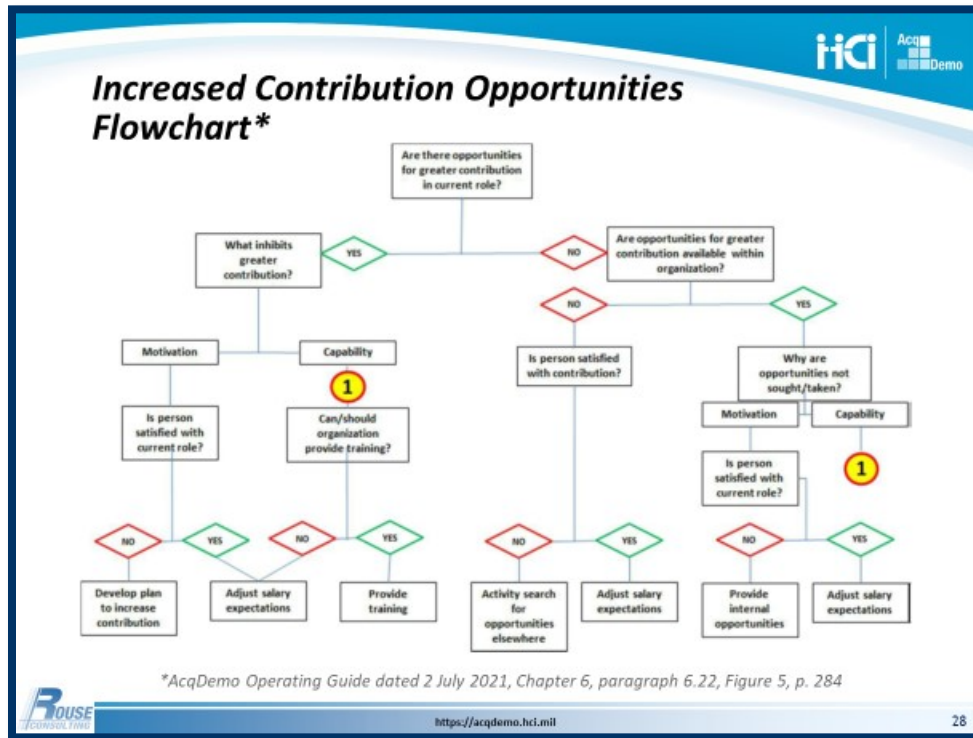 HCi
Acq
Demo
Increased Contribution Opportunities
Flowchart*
Are there opportunities
for greater contribution
in current role?
What inhibits
greater
contribution?
YES
NO
Are opportunities for greater
contribution available within
organization?
NO
YES
Motivation
Capability
1
Is person satisfied
with contribution?
Why are
opportunities not
sought/taken?
Motivation
Capability
1
Is person
satisfied with
current role?
Can/should
organization
provide training?
Is person
satisfied with
current role?
NO
YES
NO
YES
NO
YES
NO
YES
Develop plan
to increase
contribution
Adjust salary
expectations
Provide
training
Activity search
for
opportunities
elsewhere
Adjust salary
expectations
Provide
internal
opportunities
Adjust salary
expectations
*AcqDemo Operating Guide dated 2 July 2021, Chapter 6, paragraph 6.22, Figure 5, p. 284
ROUSE
CONSULTING
https://acqdemo.hci.mil
28